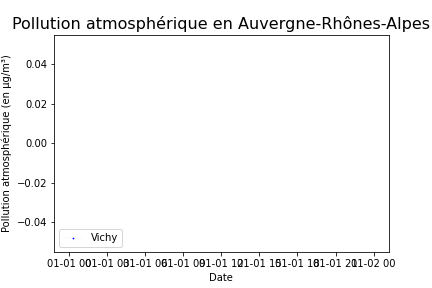 Pollution atmosphérique en Auvergne-Rhônes-Alpes
Pollution atmosphérique (en µg/m³)
0.04
0.02
0.00
−0.02
−0.04
Vichy
01-01 00 01-01 03 01-01 06 01-01 09 01-01 12 01-01 15 01-01 18 01-01 21 01-02 00
Date